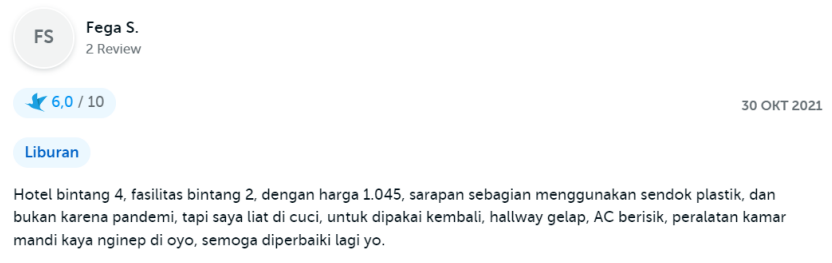 FS
Fega S.
2 Review
6,0 / 10
30 OKT 2021
Liburan
Hotel bintang 4, fasilitas bintang 2, dengan harga 1.045, sarapan sebagian menggunakan sendok plastik, dan
bukan karena pandemi, tapi saya liat di cuci, untuk dipakai kembali, hallway gelap, AC berisik, peralatan kamar
mandi kaya nginep di oyo, semoga diperbaiki lagi yo.